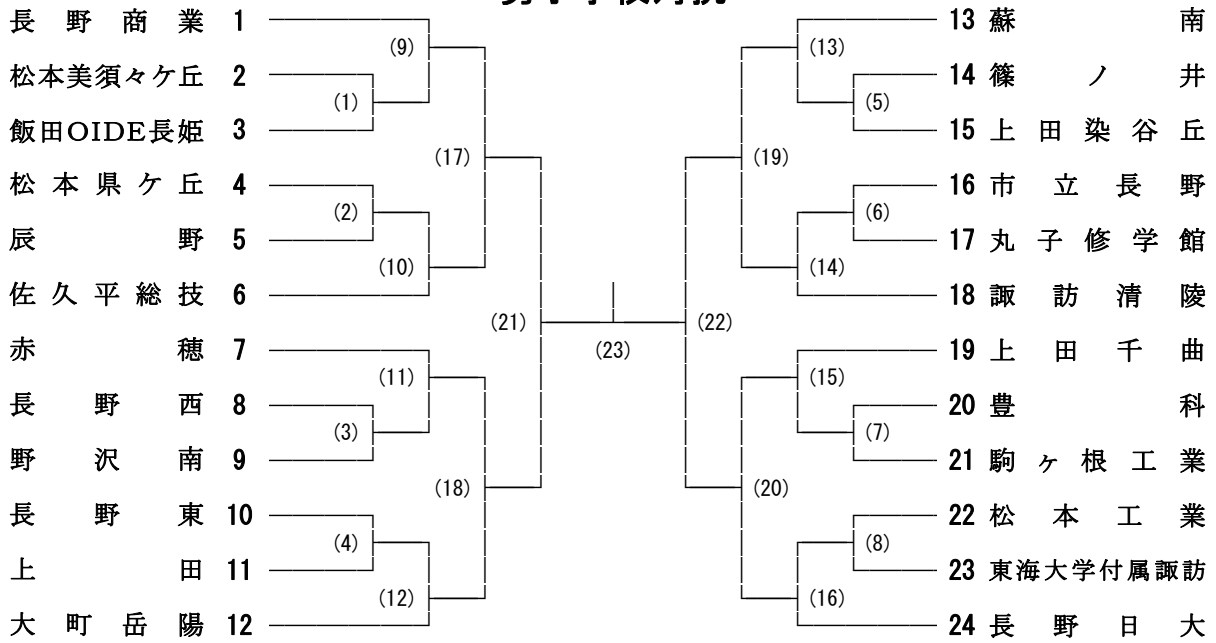 長野商業 1
松本美須々ケ丘 2
飯田OIDE長姫 3
松本県ケ丘 4
辰野 5
佐久平総技 6
赤穂 7
長野西 8
野沢南 9
長野東 10
上田 11
大町岳陽 12
(9)
(1)
(17)
(2)
(10)
(21)
(11)
(3)
(18)
(4)
(12)
(23)
(13)
(5)
(19)
(6)
(14)
(22)
(15)
(7)
(20)
(8)
(16)
13 蘇南
14 篠ノ井
15 上田染谷丘
16 市立長野
17 丸子修学館
18 諏訪清陵
19 上田千曲
20 豊科
21 駒ヶ根工業
22 松本工業
23 東海大学付属諏訪
24 長野日大